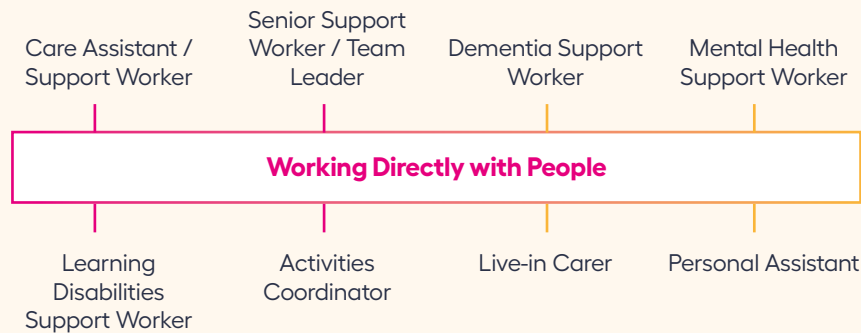 Care Assistant /
Support Worker
Senior Support
Worker / Team
Leader
Dementia Support
Worker
Mental Health
Support Worker
Working Directly with People
Learning
Disabilities
Support Worker
Activities
Coordinator
Live-in Carer
Personal Assistant